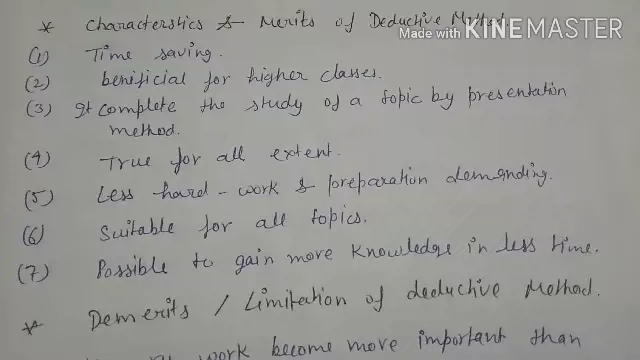 * Characterstics & Merits of Deductive Method
Made with KINEMASTER
(1) Time saving.
(2) beneficial for higher classes.
(3) It complete the study of a topic by presentation
method.
(4) True for all extent.
(5) Less hard-work & preparation demanding.
(6) Suitable for all topics.
(7) Possible to gain more knowledge in less time.
* Demerits / Limitation of deductive Method.
work become more important than